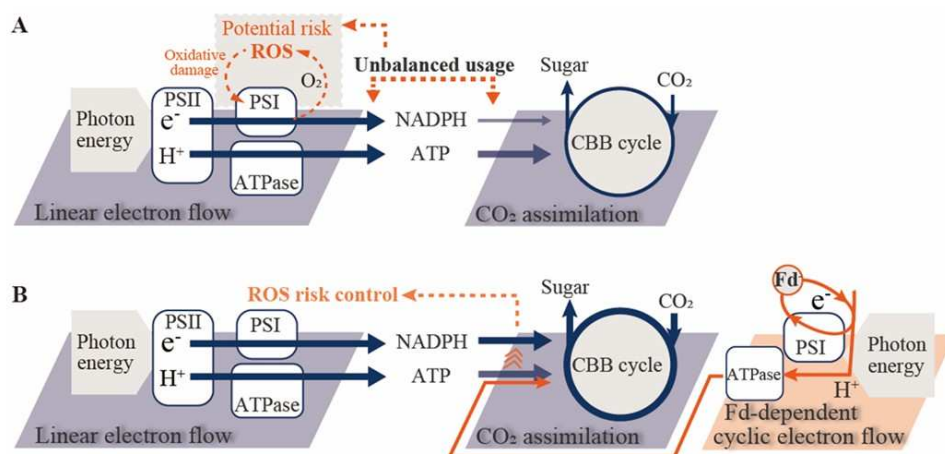 A
Potential risk
ROS
Oxidative
damage
O₂
Unbalanced usage
Photon
energy
PSII
e⁻
H⁺
PSI
ATPase
NADPH
ATP
Sugar
CO₂
CBB cycle
Linear electron flow
CO₂ assimilation
B
ROS risk control
Photon
energy
PSII
e⁻
H⁺
PSI
ATPase
NADPH
ATP
Sugar
CO₂
CBB cycle
Linear electron flow
CO₂ assimilation
Fd⁻
e⁻
PSI
ATPase
H⁺
Photon
energy
Fd-dependent
cyclic electron flow